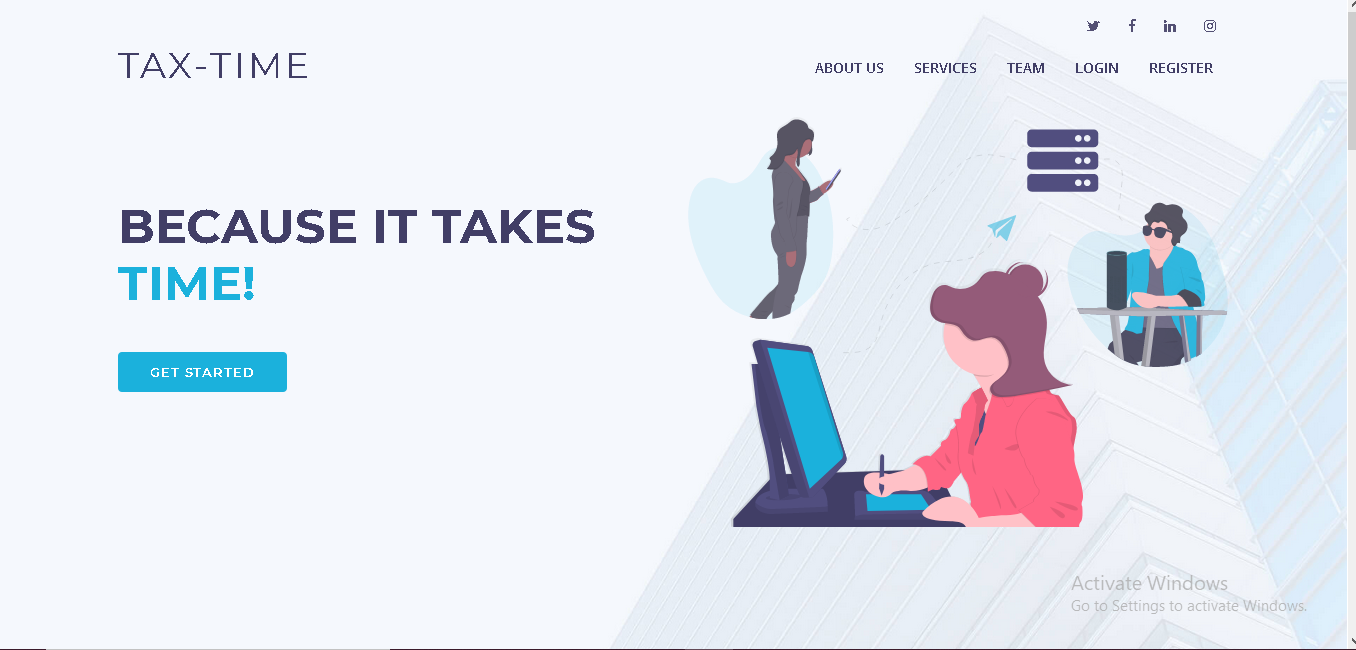 TAX-TIME
ABOUT US SERVICES TEAM LOGIN REGISTER
BECAUSE IT TAKES
TIME!
GET STARTED
Activate Windows
Go to Settings to activate Windows.